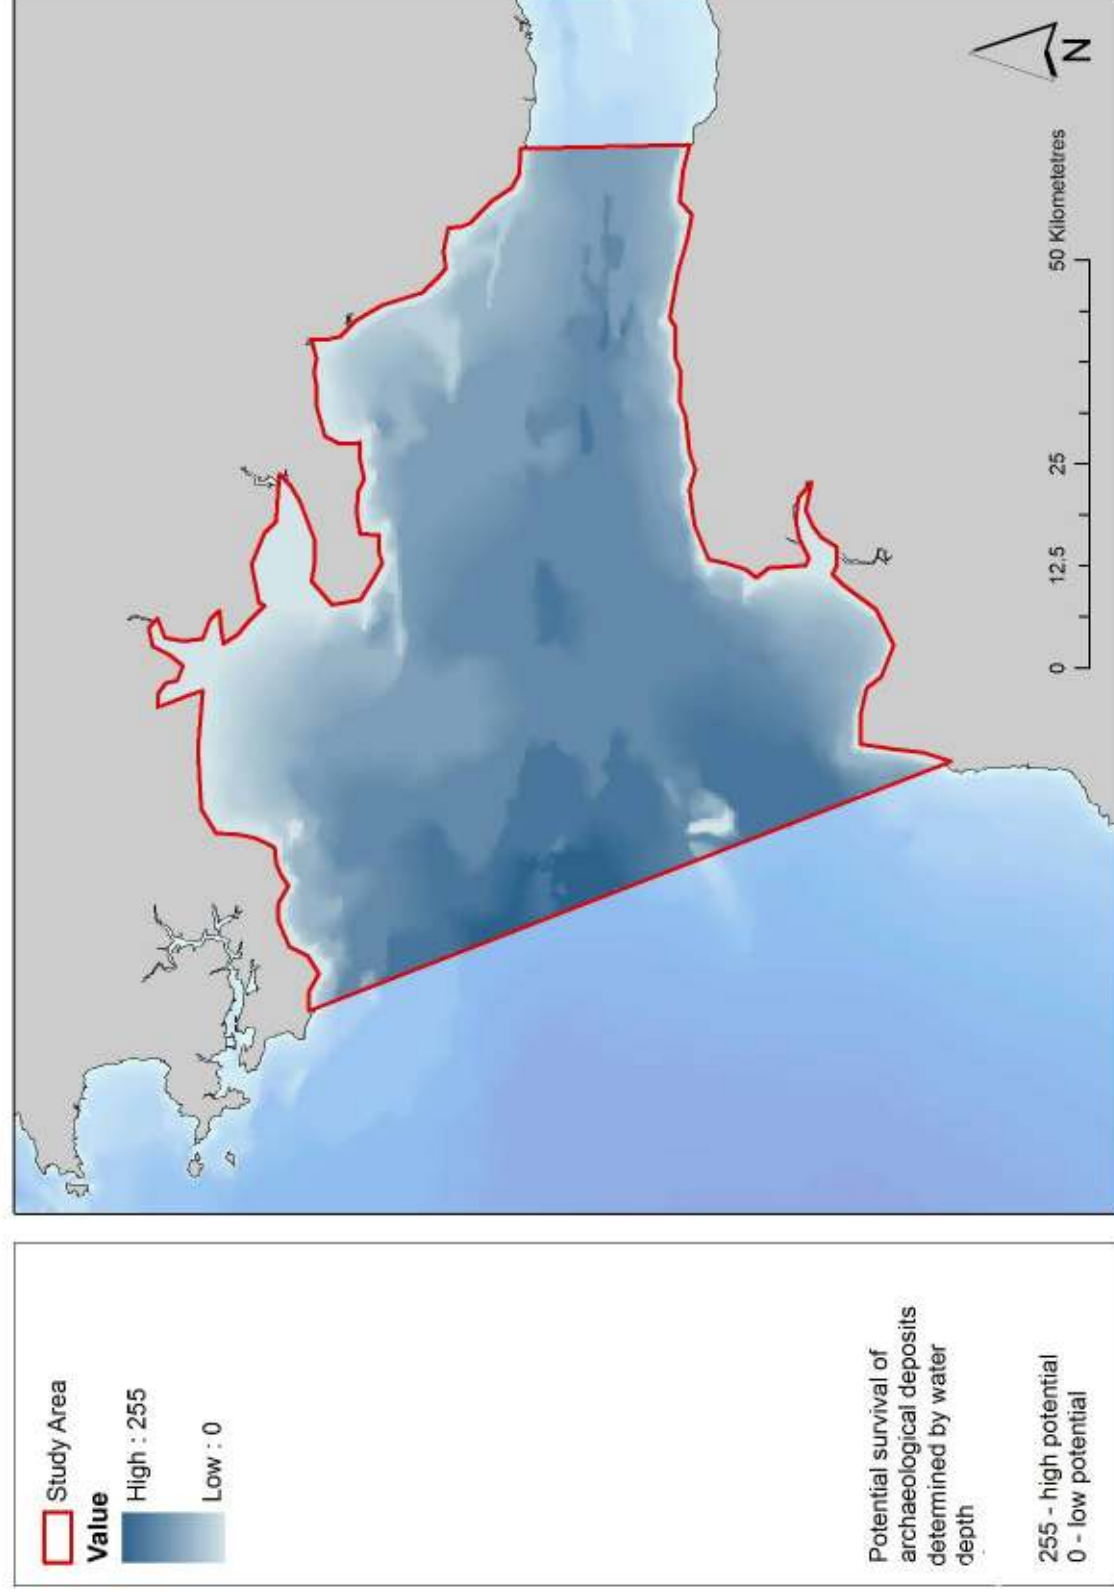 Study Area
Value
High : 255
Low : 0
Potential survival of
archaeological deposits
determined by water
depth
255 - high potential
0 - low potential
0
12.5
25
50 Kilometetres
N